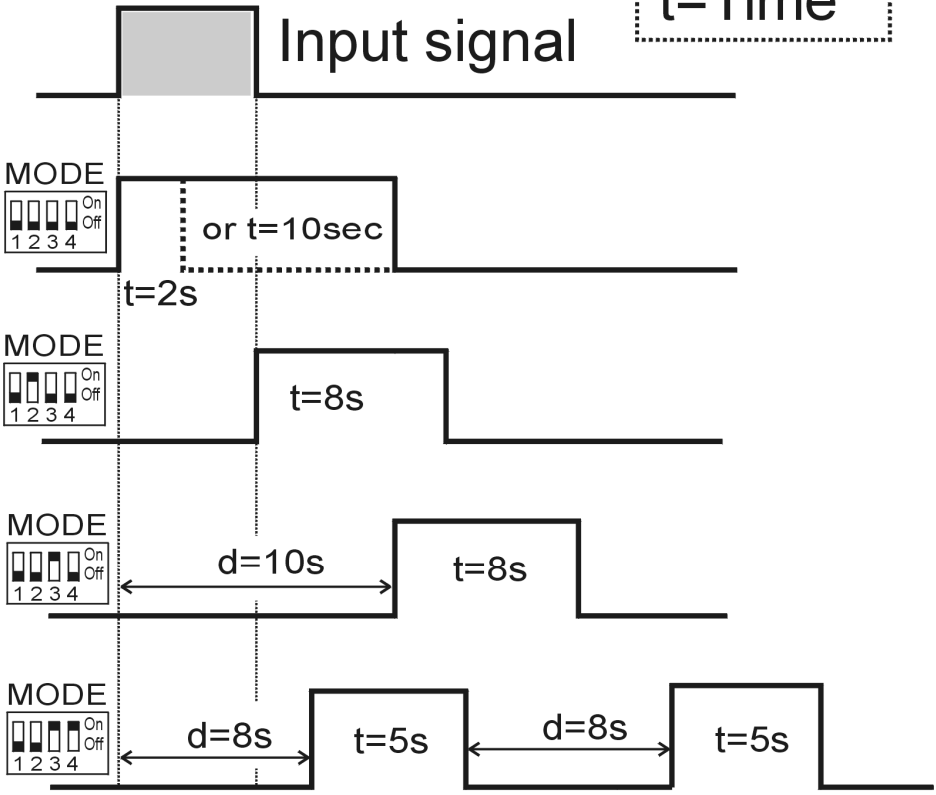 t=Time
Input signal
MODE
On
Off
1 2 3 4
or t=10sec
t=2s
MODE
On
Off
1 2 3 4
t=8s
MODE
On
Off
1 2 3 4
d=10s
t=8s
MODE
On
Off
1 2 3 4
d=8s
t=5s
d=8s
t=5s